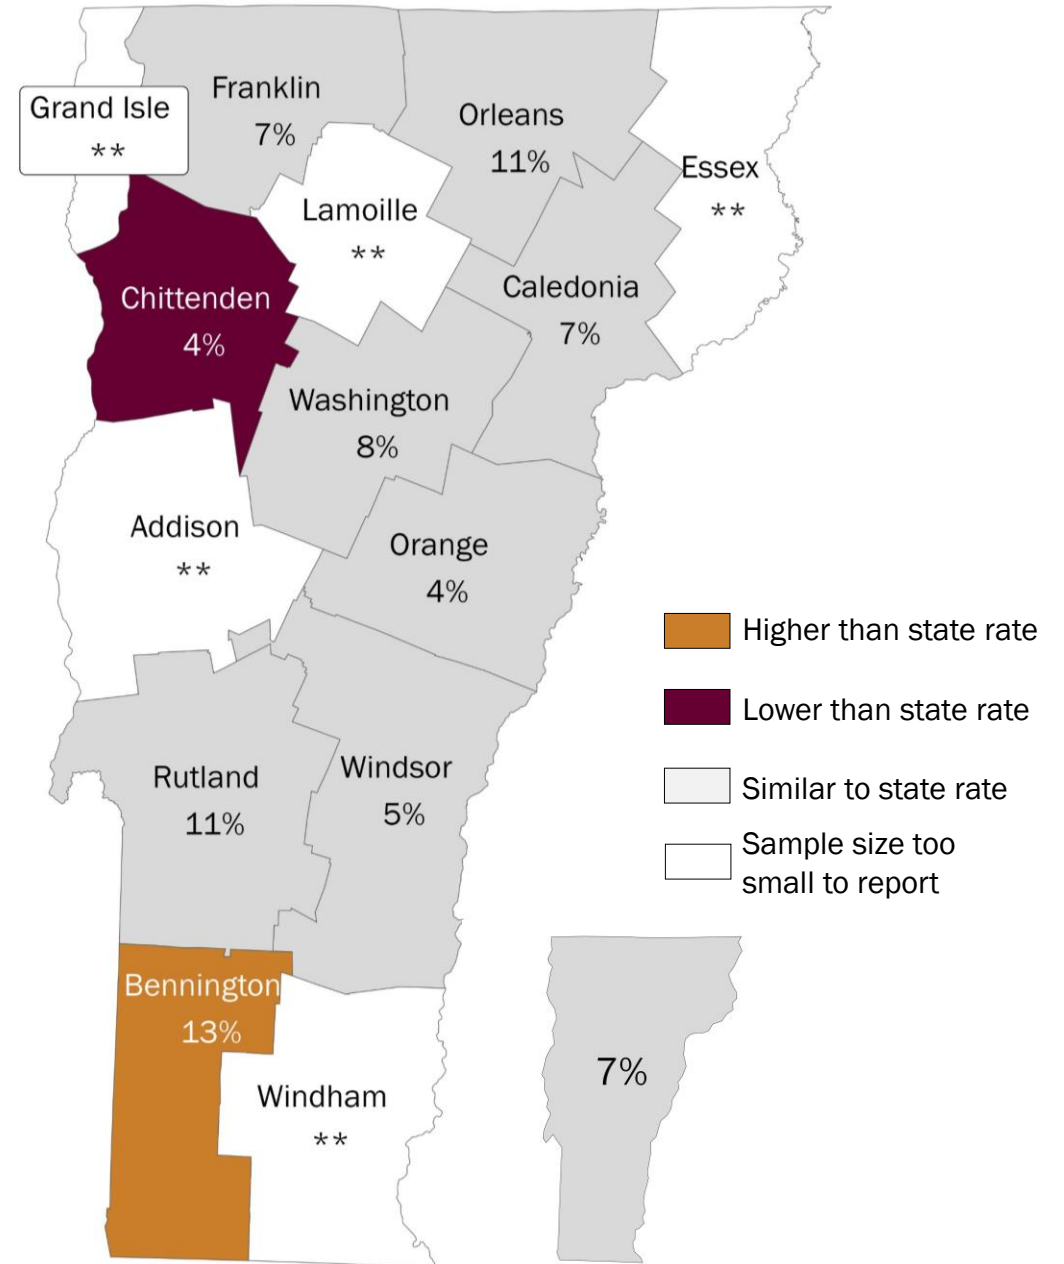 Franklin
7%
Grand Isle
**
Orleans
11%
Essex
**
Lamoille
**
Chittenden
4%
Caledonia
7%
Washington
8%
Addison
**
Orange
4%
Rutland
11%
Windsor
5%
Bennington
13%
Windham
**
Higher than state rate
Lower than state rate
Similar to state rate
Sample size too
small to report
7%